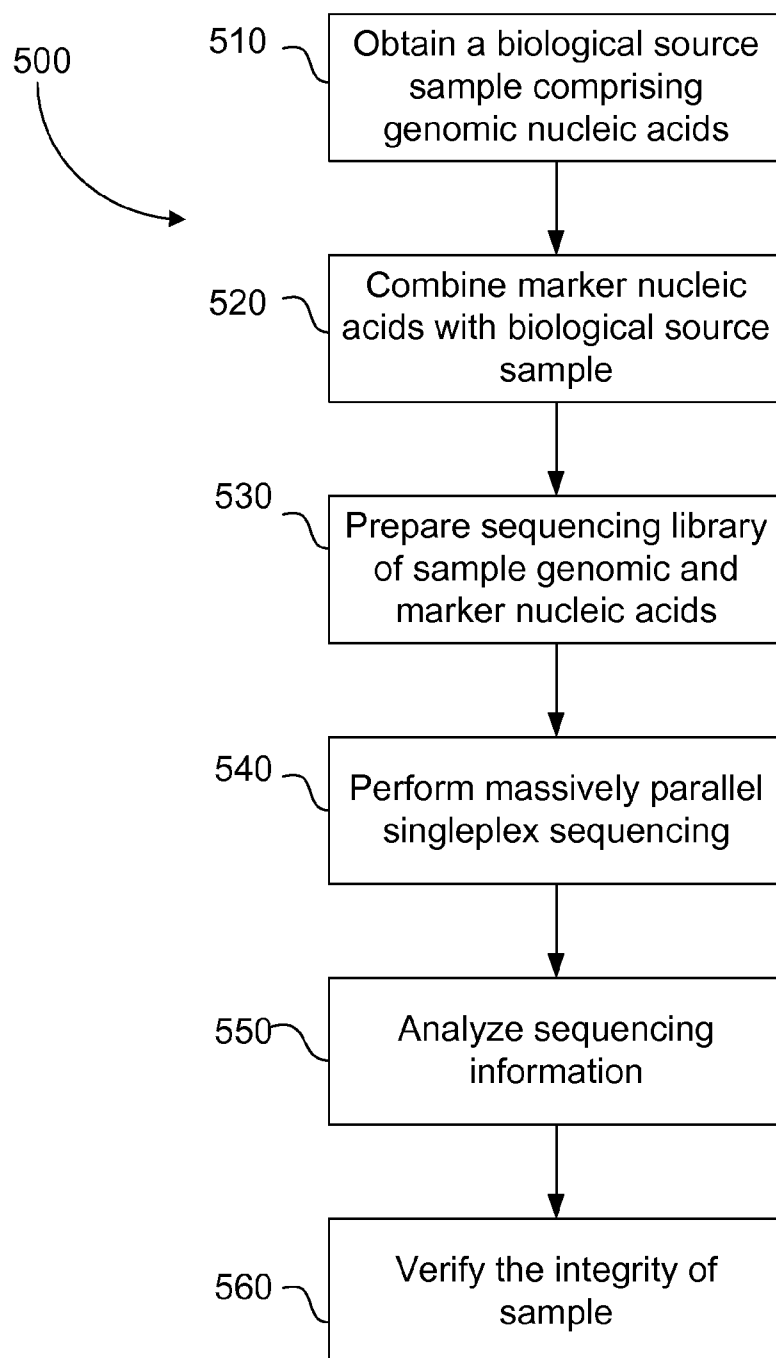 500
510
Obtain a biological source
sample comprising
genomic nucleic acids
520
Combine marker nucleic
acids with biological source
sample
530
Prepare sequencing library
of sample genomic and
marker nucleic acids
540
Perform massively parallel
singleplex sequencing
550
Analyze sequencing
information
560
Verify the integrity of
sample